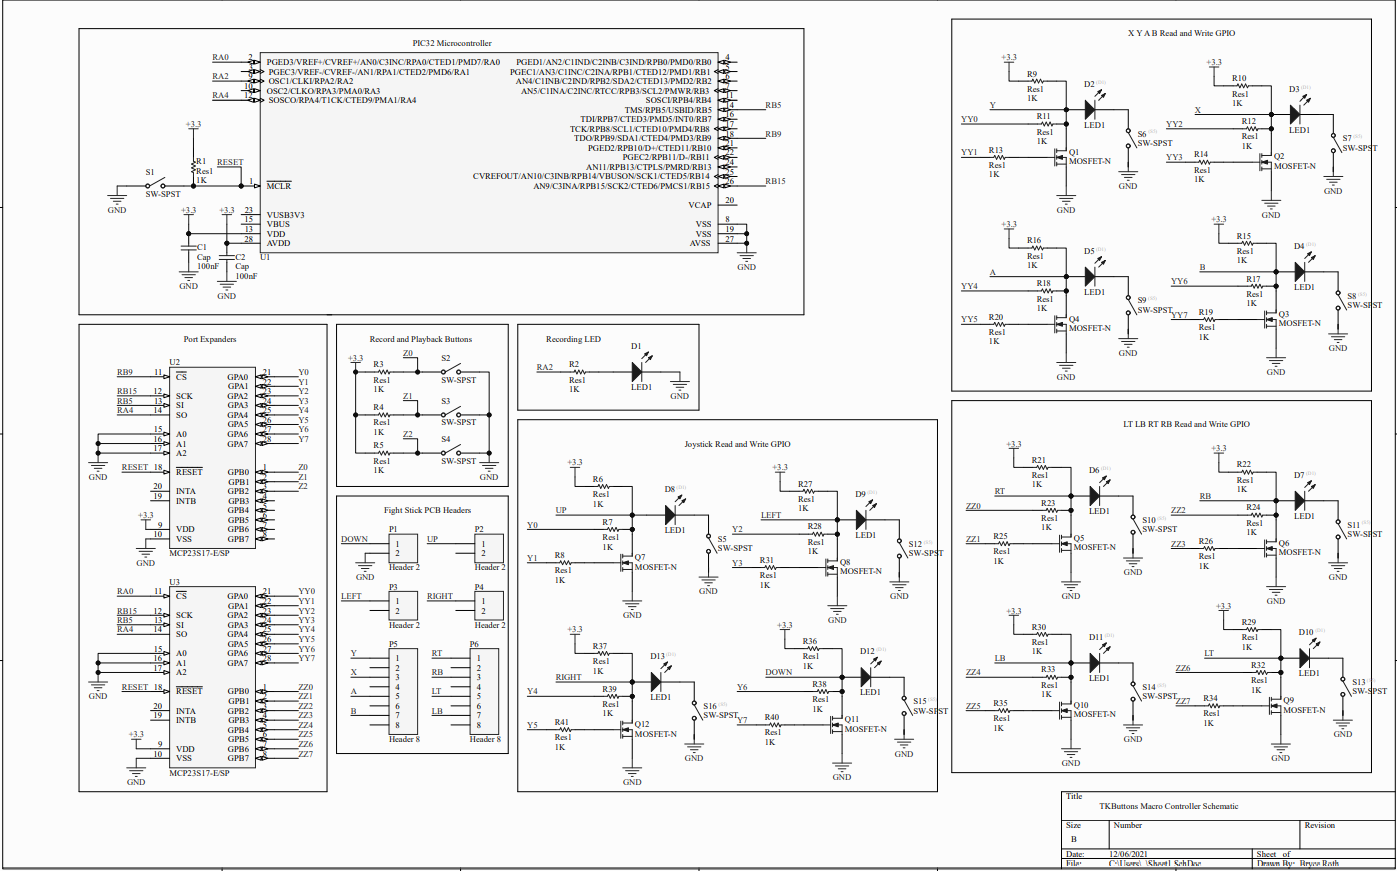 PIC32 Microcontroller
RA0 2 PGED3/VREF+/CVREF+/AN0/C3INC/RPA0/CTED1/PMD7/RA0
PGEC3/VREF-/CVREF-/AN1/RPA1/CTED2/PMD6/RA1
RA2 9 OSC1/CLKI/RPA2/RA2
10 OSC2/CLKO/RPA3/PMA0/RA3
RA4 12 SOSCO/RPA4/T1CK/CTED9/PMA1/RA4
PGED1/AN2/C1IND/C2INB/C3IND/RPB0/PMD0/RB0 4
PGEC1/AN3/C1INC/C2INA/RPB1/CTED12/PMD1/RB1
AN4/C1INB/C2IND/RPB2/SDA2/CTED13/PMD2/RB2
AN5/C1INA/C2INC/RTCC/RPB3/SCL2/PMWR/RB3
SOSCI/RPB4/RB4
TMS/RPB5/USBID/RB5 RB5
TDI/RPB7/CTED3/PMD5/INT0/RB7
TCK/RPB8/SCL1/CTED10/PMD4/RB8
TDO/RPB9/SDA1/CTED4/PMD3/RB9 RB9
PGED2/RPB10/D+/CTED11/RB10
PGEC2/RPB11/D-/RB11
AN11/RPB13/CTPLS/PMRD/RB13
CVREFOUT/AN10/C3INB/RPB14/VBUSON/SCK1/CTED5/RB14
AN9/C3INA/RPB15/SCK2/CTED6/PMCS1/RB15 RB15
VCAP 20
VSS 8
VSS 19
AVSS 27
GND
+3.3
R1
Res1
1K
RESET
S1
SW-SPST
GND
1 MCLR
+3.3 +3.3
23 VUSB3V3
15 VBUS
13 VDD
28 AVDD
U1
C1
Cap
100nF
GND
C2
Cap
100nF
GND
X Y A B Read and Write GPIO
+3.3
R9
Res1
1K
D2
LED1
Y
YY0
R11
Res1
1K
YY1
R13
Res1
1K
Q1
MOSFET-N
S6
SW-SPST
GND
GND
+3.3
R10
Res1
1K
D3
LED1
X
YY2
R12
Res1
1K
YY3
R14
Res1
1K
Q2
MOSFET-N
S7
SW-SPST
GND
GND
+3.3
R16
Res1
1K
D5
LED1
A
YY4
R18
Res1
1K
YY5
R20
Res1
1K
Q4
MOSFET-N
S9
SW-SPST
GND
GND
+3.3
R15
Res1
1K
D4
LED1
B
YY6
R17
Res1
1K
YY7
R19
Res1
1K
Q3
MOSFET-N
S8
SW-SPST
GND
GND
Port Expanders
U2
RB9 11 CS
RB15 12 SCK
RB5 13 SI
RA4 14 SO
15 A0
16 A1
17 A2
GND
RESET 18 RESET
20 INTA
19 INTB
+3.3
9 VDD
10 VSS
GND
MCP23S17-E/SP
GPA0 21 Y0
GPA1 22 Y1
GPA2 23 Y2
GPA3 24 Y3
GPA4 25 Y4
GPA5 26 Y5
GPA6 27 Y6
GPA7 28 Y7
GPB0 1 Z0
GPB1 Z1
GPB2 Z2
GPB3
GPB4
GPB5
GPB6
GPB7
U3
RA0 11 CS
RB15 12 SCK
RB5 13 SI
RA4 14 SO
15 A0
16 A1
17 A2
GND
RESET 18 RESET
20 INTA
19 INTB
+3.3
9 VDD
10 VSS
GND
MCP23S17-E/SP
GPA0 21 YY0
GPA1 22 YY1
GPA2 23 YY2
GPA3 24 YY3
GPA4 25 YY4
GPA5 26 YY5
GPA6 27 YY6
GPA7 28 YY7
GPB0 1 ZZ0
GPB1 ZZ1
GPB2 ZZ2
GPB3 ZZ3
GPB4 ZZ4
GPB5 ZZ5
GPB6 ZZ6
GPB7 ZZ7
Record and Playback Buttons
+3.3
R3
Res1
1K
Z0
S2
SW-SPST
R4
Res1
1K
Z1
S3
SW-SPST
R5
Res1
1K
Z2
S4
SW-SPST
GND
Recording LED
RA2
R2
Res1
1K
D1
LED1
GND
Fight Stick PCB Headers
DOWN
P1
1
2
Header 2
GND
UP
P2
1
2
Header 2
LEFT
P3
1
2
Header 2
RIGHT
P4
1
2
Header 2
P5
Y 1
2
X 3
4
A 5
6
B 7
8
Header 8
P6
RT 1
2
RB 3
4
LT 5
6
LB 7
8
Header 8
Joystick Read and Write GPIO
+3.3
R6
Res1
1K
D8
LED1
UP
Y0
R7
Res1
1K
Y1
R8
Res1
1K
Q7
MOSFET-N
S5
SW-SPST
GND
GND
+3.3
R27
Res1
1K
D9
LED1
LEFT
Y2
R28
Res1
1K
Y3
R31
Res1
1K
Q8
MOSFET-N
S12
SW-SPST
GND
GND
+3.3
R37
Res1
1K
D13
LED1
RIGHT
Y4
R39
Res1
1K
Y5
R41
Res1
1K
Q12
MOSFET-N
S16
SW-SPST
GND
GND
+3.3
R36
Res1
1K
D12
LED1
DOWN
Y6
R38
Res1
1K
Y7
R40
Res1
1K
Q11
MOSFET-N
S15
SW-SPST
GND
GND
LT LB RT RB Read and Write GPIO
+3.3
R21
Res1
1K
D6
LED1
RT
ZZ0
R23
Res1
1K
ZZ1
R25
Res1
1K
Q5
MOSFET-N
S10
SW-SPST
GND
GND
+3.3
R22
Res1
1K
D7
LED1
RB
ZZ2
R24
Res1
1K
ZZ3
R26
Res1
1K
Q6
MOSFET-N
S11
SW-SPST
GND
GND
+3.3
R30
Res1
1K
D11
LED1
LB
ZZ4
R33
Res1
1K
ZZ5
R35
Res1
1K
Q10
MOSFET-N
S14
SW-SPST
GND
GND
+3.3
R29
Res1
1K
D10
LED1
LT
ZZ6
R32
Res1
1K
ZZ7
R34
Res1
1K
Q9
MOSFET-N
S13
SW-SPST
GND
GND
Title
TKButtons Macro Controller Schematic
Size Number Revision
B
Date: 12/06/2021 Sheet of
File: C:\Users\..\Sheet1.SchDoc Drawn By: Bryce Roth